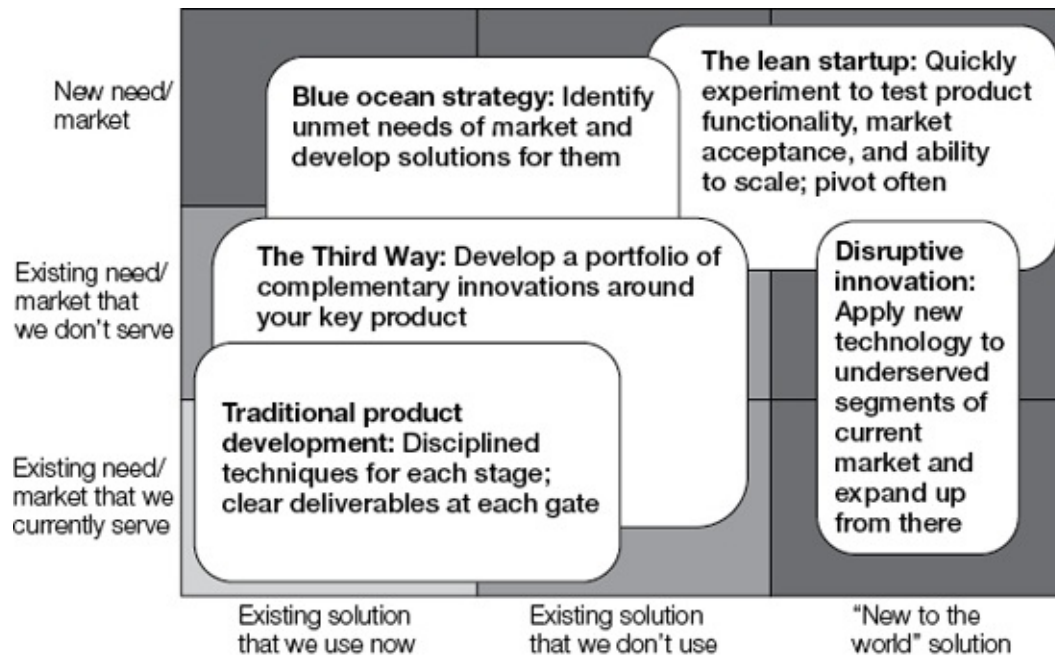 New need/
market
Blue ocean strategy: Identify
unmet needs of market and
develop solutions for them
The lean startup: Quickly
experiment to test product
functionality, market
acceptance, and ability
to scale; pivot often
Existing need/
market that
we don't serve
The Third Way: Develop a portfolio of
complementary innovations around
your key product
Disruptive
innovation:
Apply new
technology to
underserved
segments of
current
market and
expand up
from there
Existing need/
market that we
currently serve
Traditional product
development: Disciplined
techniques for each stage;
clear deliverables at each gate
Existing solution
that we use now
Existing solution
that we don't use
"New to the
world" solution